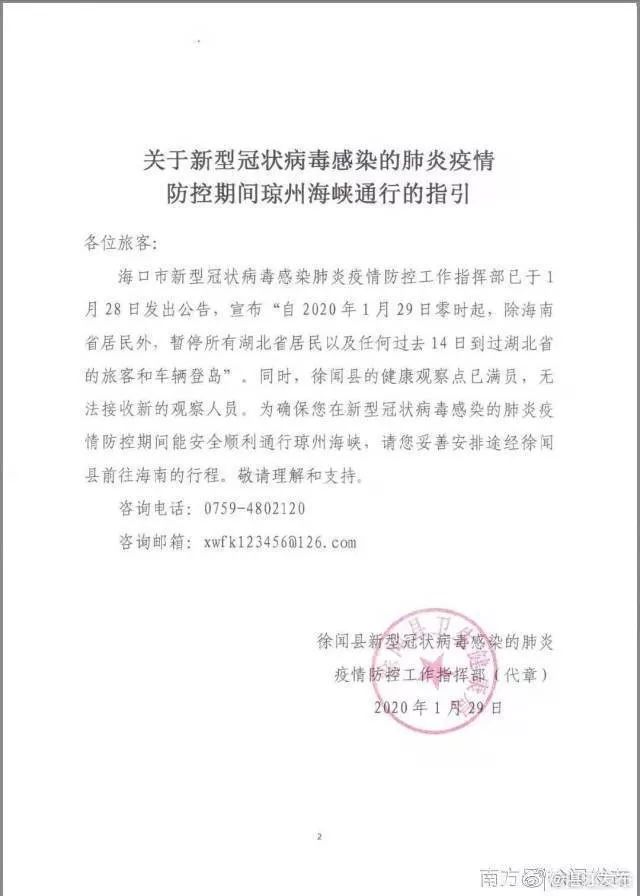 关于新型冠状病毒感染的肺炎疫情
防控期间琼州海峡通行的指引
各位旅客：
海口市新型冠状病毒感染肺炎疫情防控工作指挥部已于1
月28日发出公告，宣布“自2020年1月29日零时起，除海南
省居民外，暂停所有湖北省居民以及任何过去14日到过湖北省
的旅客和车辆登岛”。同时，徐闻县的健康观察点已满员，无
法接收新的观察人员。为确保您在新型冠状病毒感染的肺炎疫
情防控期间能安全顺利通行琼州海峡，请您妥善安排途经徐闻
县前往海南的行程。敬请理解和支持。
咨询电话：0759-4802120
咨询邮箱：xwfk123456@126.com
徐闻县卫生健康局
徐闻县新型冠状病毒感染的肺炎
疫情防控工作指挥部（代章）
2020年1月29日
2
南方